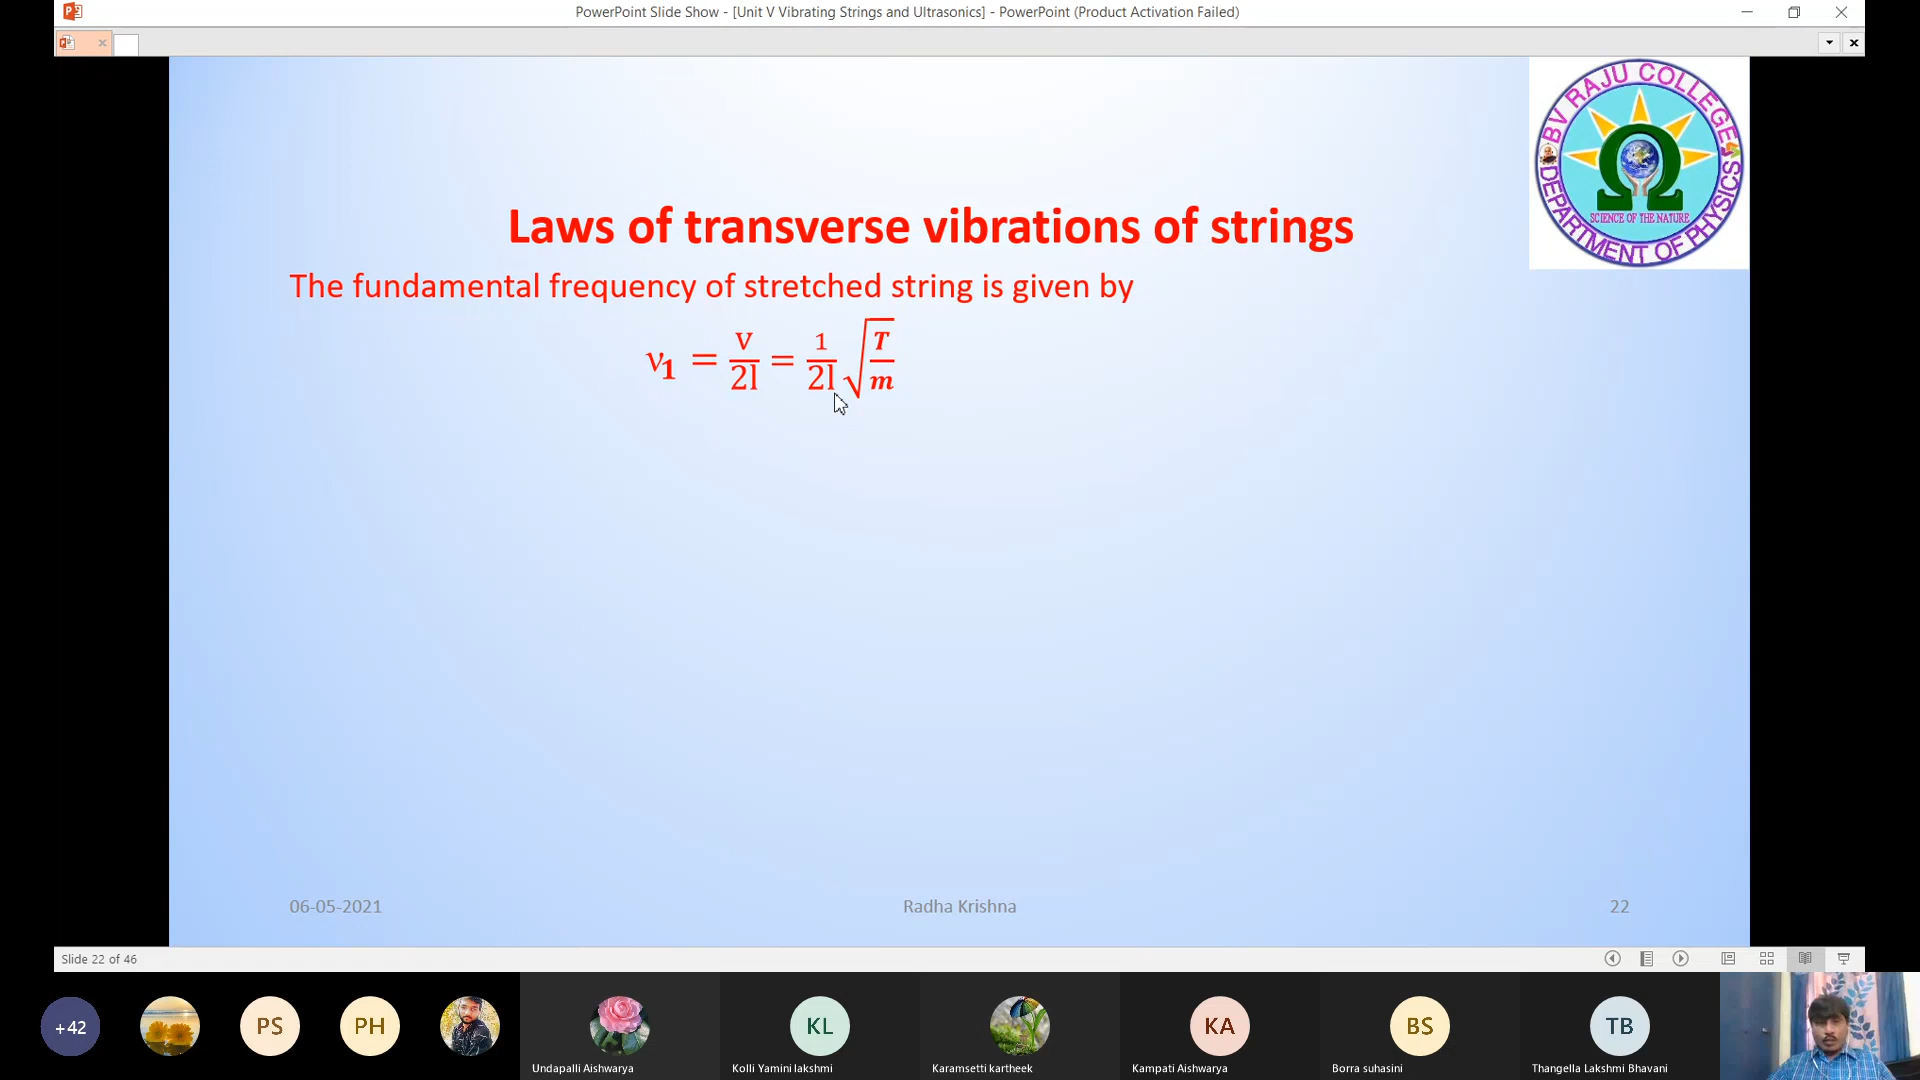 PowerPoint Slide Show - [Unit V Vibrating Strings and Ultrasonics] - PowerPoint (Product Activation Failed)
BV RAJU COLLEGE
SCIENCE OF THE NATURE
DEPARTMENT OF PHYSICS
Laws of transverse vibrations of strings
The fundamental frequency of stretched string is given by
ν₁ = v/2l = 1/2l √(T/m)
06-05-2021
Radha Krishna
22
Slide 22 of 46
+42
PS
PH
KL
KA
BS
TB
Undapalli Aishwarya
Kolli Yamini lakshmi
Karamsetti kartheek
Kampati Aishwarya
Borra suhasini
Thangella Lakshmi Bhavani